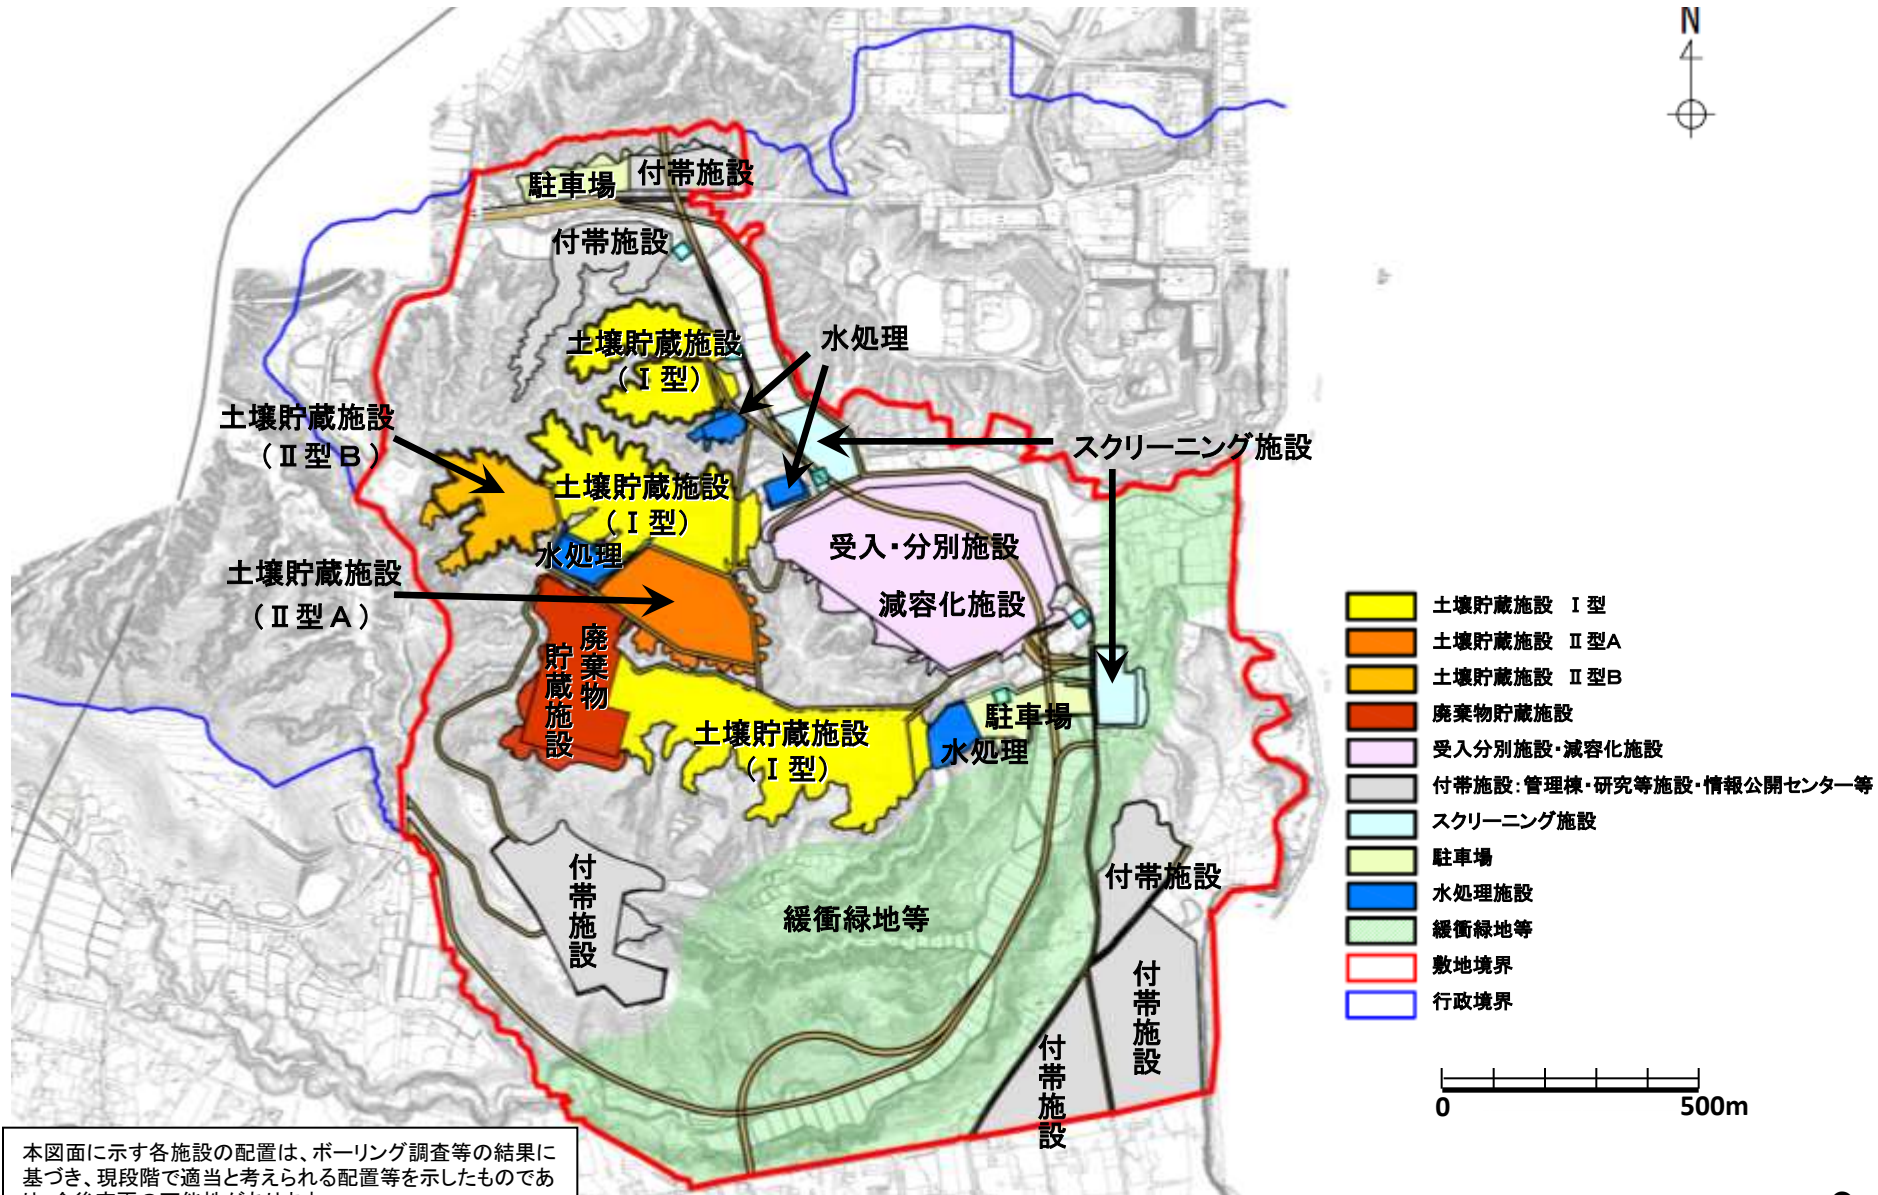 N
駐車場
付帯施設
付帯施設
土壌貯蔵施設
(Ⅰ型)
水処理
土壌貯蔵施設
(Ⅱ型B)
スクリーニング施設
土壌貯蔵施設
(Ⅰ型)
水処理
受入・分別施設
減容化施設
土壌貯蔵施設
(Ⅱ型A)
廃棄物
貯蔵施設
土壌貯蔵施設
(Ⅰ型)
駐車場
水処理
付帯施設
付帯施設
緩衝緑地等
付帯施設
付帯施設
土壌貯蔵施設 Ⅰ型
土壌貯蔵施設 Ⅱ型A
土壌貯蔵施設 Ⅱ型B
廃棄物貯蔵施設
受入分別施設・減容化施設
付帯施設：管理棟・研究等施設・情報公開センター等
スクリーニング施設
駐車場
水処理施設
緩衝緑地等
敷地境界
行政境界
0 500m
本図面に示す各施設の配置は、ボーリング調査等の結果に
基づき、現段階で適当と考えられる配置等を示したものであ